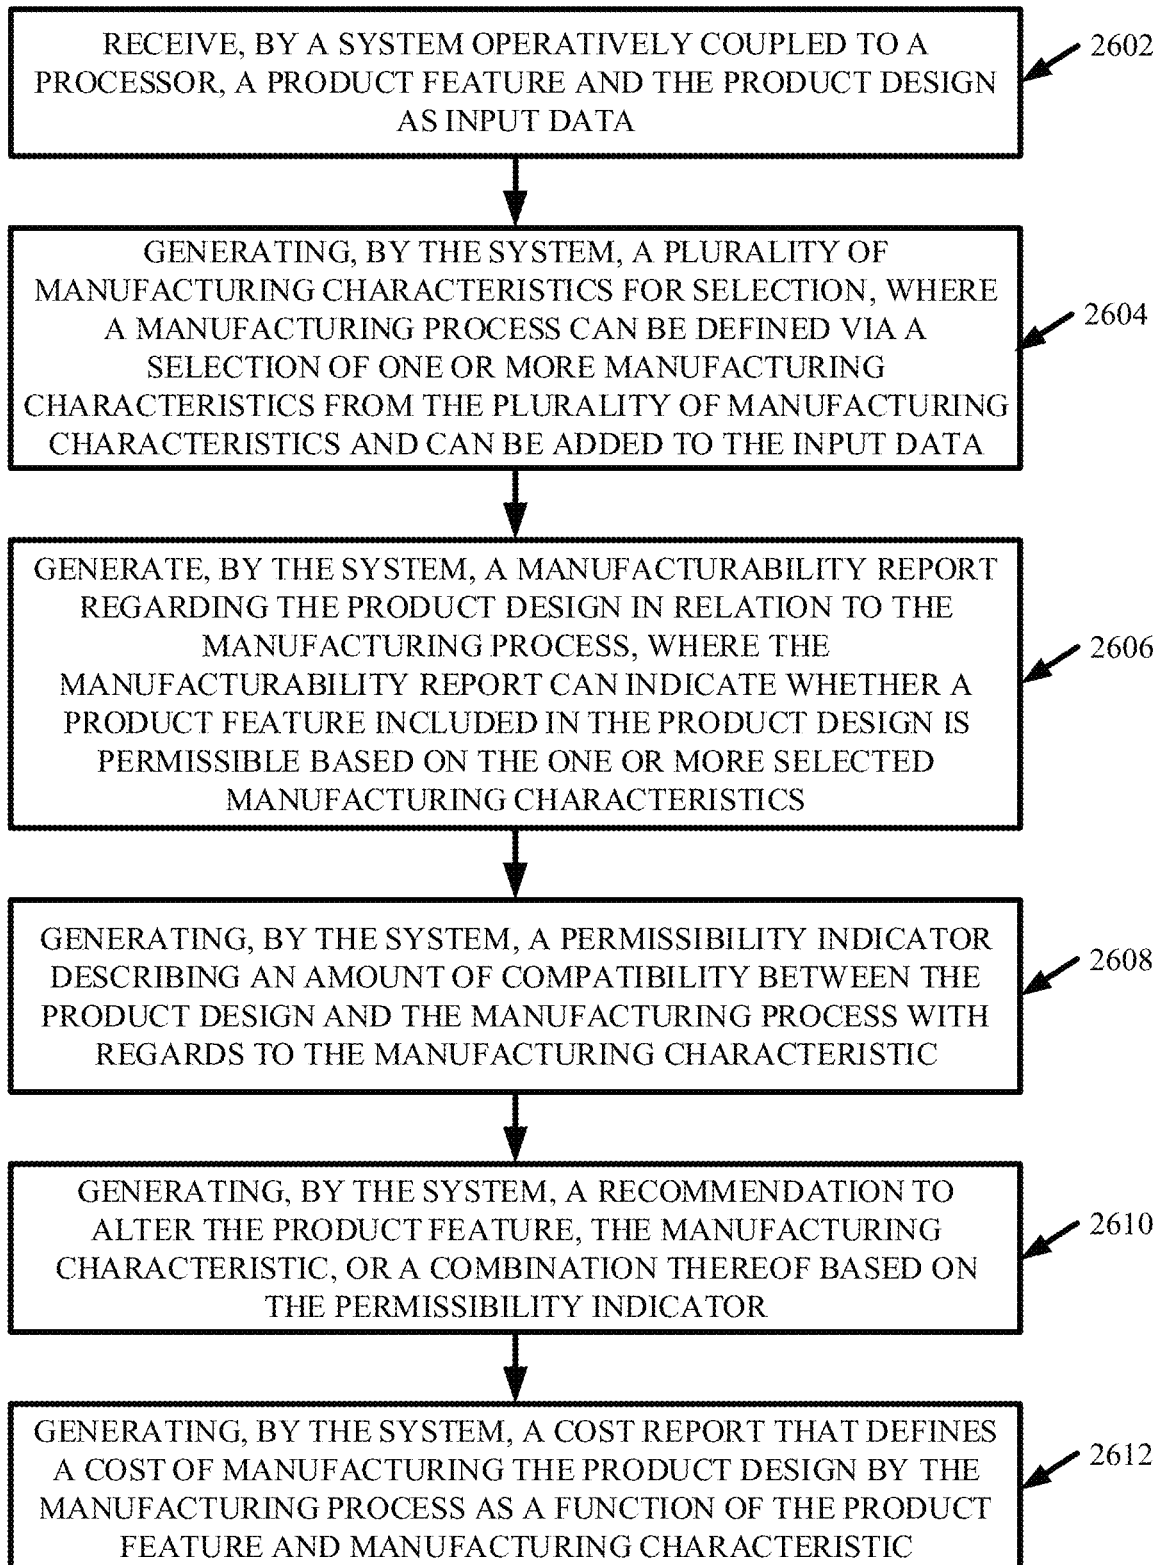 RECEIVE, BY A SYSTEM OPERATIVELY COUPLED TO A
PROCESSOR, A PRODUCT FEATURE AND THE PRODUCT DESIGN
AS INPUT DATA
2602
GENERATING, BY THE SYSTEM, A PLURALITY OF
MANUFACTURING CHARACTERISTICS FOR SELECTION, WHERE
A MANUFACTURING PROCESS CAN BE DEFINED VIA A
SELECTION OF ONE OR MORE MANUFACTURING
CHARACTERISTICS FROM THE PLURALITY OF MANUFACTURING
CHARACTERISTICS AND CAN BE ADDED TO THE INPUT DATA
2604
GENERATE, BY THE SYSTEM, A MANUFACTURABILITY REPORT
REGARDING THE PRODUCT DESIGN IN RELATION TO THE
MANUFACTURING PROCESS, WHERE THE
MANUFACTURABILITY REPORT CAN INDICATE WHETHER A
PRODUCT FEATURE INCLUDED IN THE PRODUCT DESIGN IS
PERMISSIBLE BASED ON THE ONE OR MORE SELECTED
MANUFACTURING CHARACTERISTICS
2606
GENERATING, BY THE SYSTEM, A PERMISSIBILITY INDICATOR
DESCRIBING AN AMOUNT OF COMPATIBILITY BETWEEN THE
PRODUCT DESIGN AND THE MANUFACTURING PROCESS WITH
REGARDS TO THE MANUFACTURING CHARACTERISTIC
2608
GENERATING, BY THE SYSTEM, A RECOMMENDATION TO
ALTER THE PRODUCT FEATURE, THE MANUFACTURING
CHARACTERISTIC, OR A COMBINATION THEREOF BASED ON
THE PERMISSIBILITY INDICATOR
2610
GENERATING, BY THE SYSTEM, A COST REPORT THAT DEFINES
A COST OF MANUFACTURING THE PRODUCT DESIGN BY THE
MANUFACTURING PROCESS AS A FUNCTION OF THE PRODUCT
FEATURE AND MANUFACTURING CHARACTERISTIC
2612